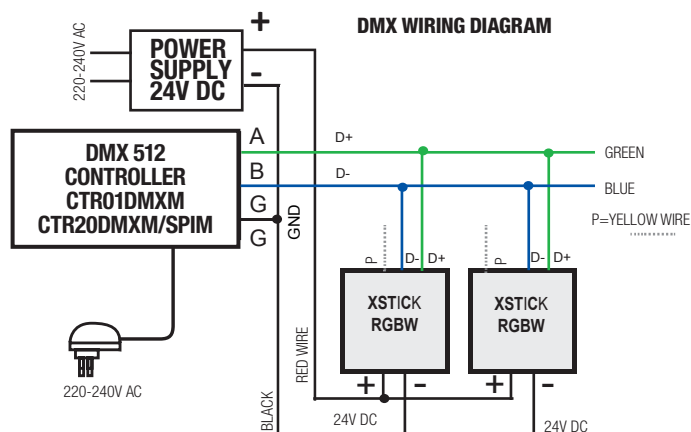 DMX WIRING DIAGRAM
220-240V AC
POWER
SUPPLY
24V DC
+
-
DMX 512
CONTROLLER
CTR01DMXM
CTR20DMXM/SPIM
A
B
G
G
GND
D+
D-
GREEN
BLUE
P=YELLOW WIRE
P
D-
D+
XSTICK
RGBW
+
-
P
D-
D+
XSTICK
RGBW
+
-
RED WIRE
BLACK
24V DC
24V DC
220-240V AC